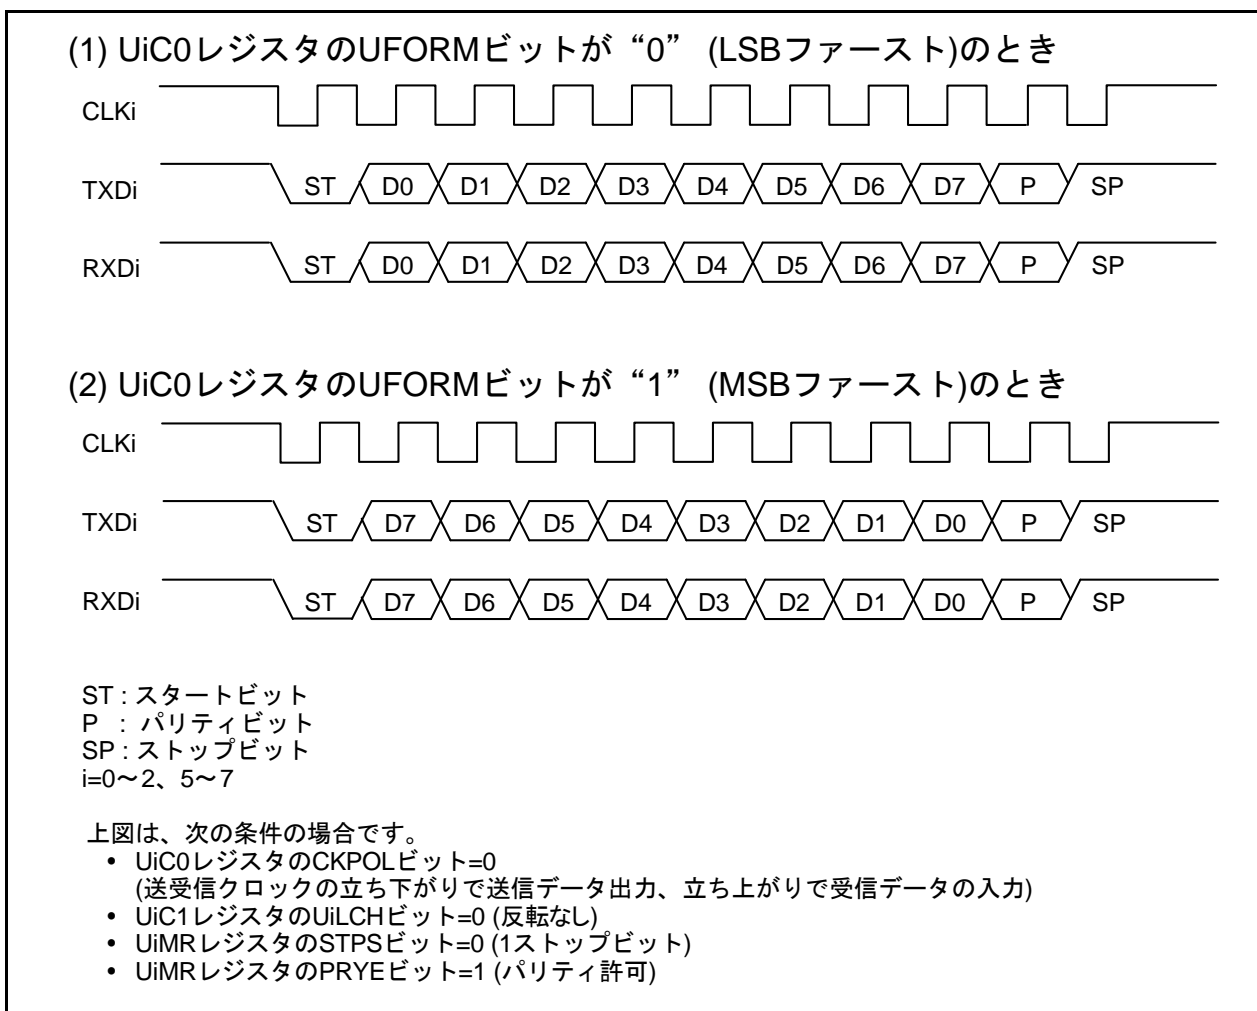 (1) UiC0レジスタのUFORMビットが“0” (LSBファースト)のとき
CLKi
TXDi ST D0 D1 D2 D3 D4 D5 D6 D7 P SP
RXDi ST D0 D1 D2 D3 D4 D5 D6 D7 P SP
(2) UiC0レジスタのUFORMビットが“1” (MSBファースト)のとき
CLKi
TXDi ST D7 D6 D5 D4 D3 D2 D1 D0 P SP
RXDi ST D7 D6 D5 D4 D3 D2 D1 D0 P SP
ST : スタートビット
P : パリティビット
SP : ストップビット
i=0～2、5～7
上図は、次の条件の場合です。
• UiC0レジスタのCKPOLビット=0
(送受信クロックの立ち下がりで送信データ出力、立ち上がりで受信データの入力)
• UiC1レジスタのUiLCHビット=0 (反転なし)
• UiMRレジスタのSTPSビット=0 (1ストップビット)
• UiMRレジスタのPRYEビット=1 (パリティ許可)